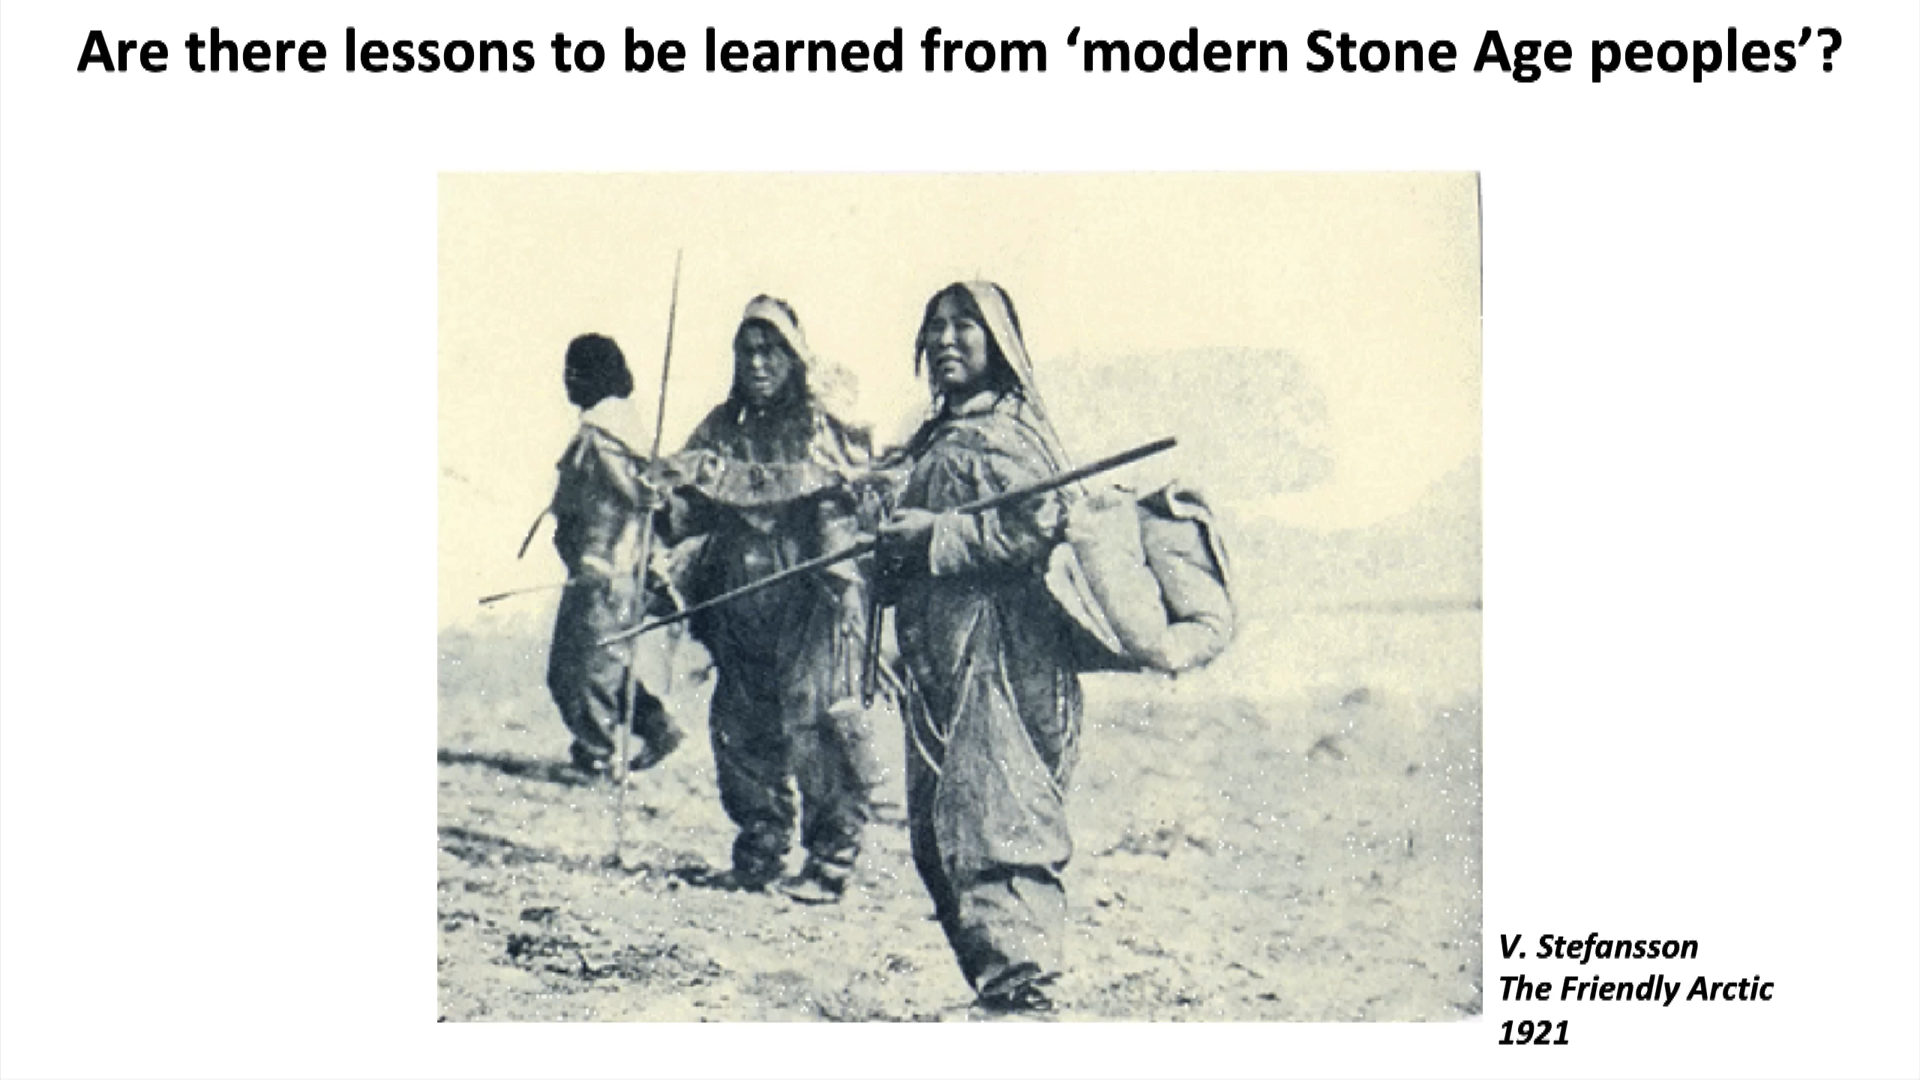 Are there lessons to be learned from ‘modern Stone Age peoples’?
V. Stefansson
The Friendly Arctic
1921